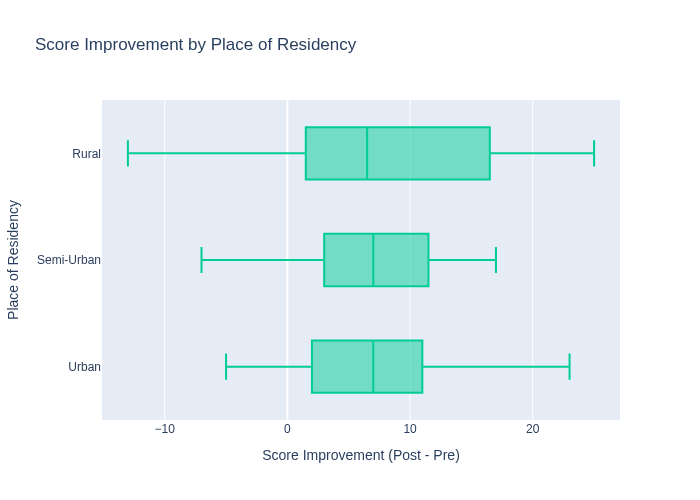 Score Improvement by Place of Residency
Place of Residency
Rural
Semi-Urban
Urban
−10
0
10
20
Score Improvement (Post - Pre)